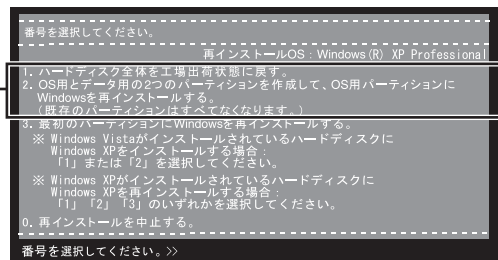 番号を選択してください。
再インストールOS：Windows(R) XP Professional
1. ハードディスク全体を工場出荷状態に戻す。
2. OS用とデータ用の2つのパーティションを作成して、OS用パーティションに
Windowsを再インストールする。
(既存のパーティションはすべてなくなります。)
3. 最初のパーティションにWindowsを再インストールする。
※ Windows Vistaがインストールされているハードディスクに
Windows XPをインストールする場合：
「1」または「2」を選択してください。
※ Windows XPがインストールされているハードディスクに
Windows XPを再インストールする場合：
「1」「2」「3」のいずれかを選択してください。
0. 再インストールを中止する。
番号を選択してください。>>